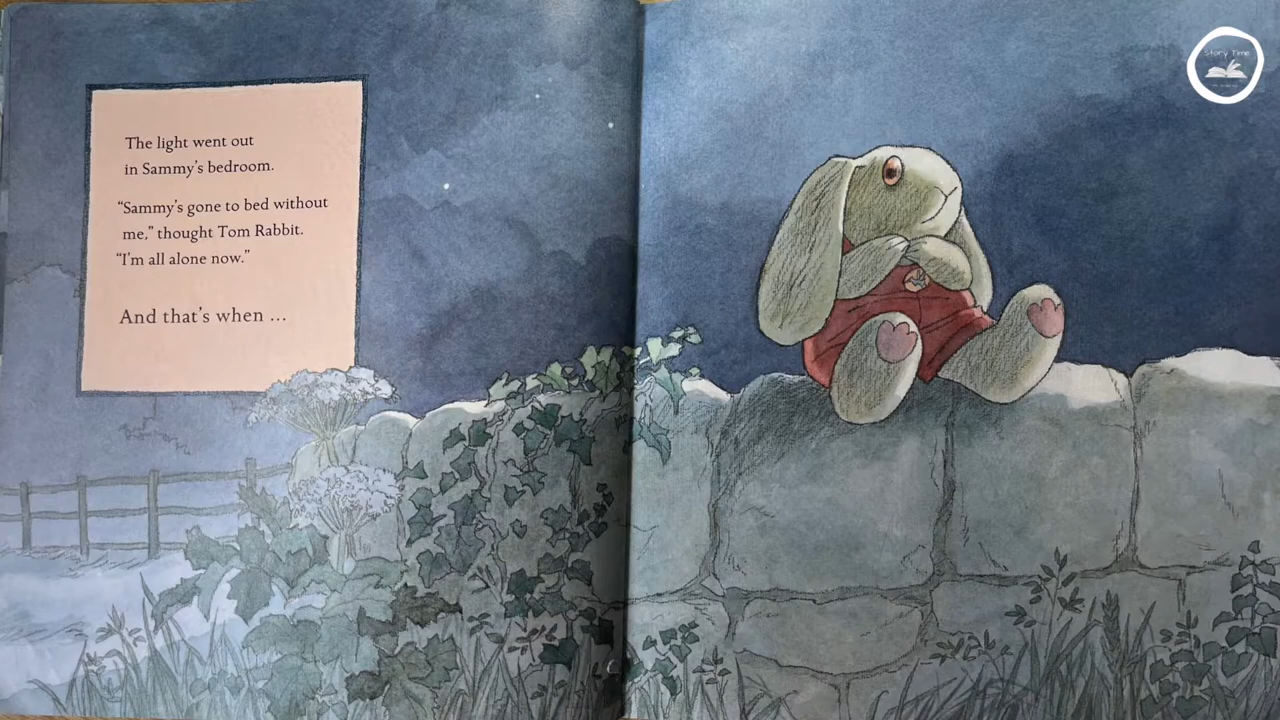 The light went out
in Sammy's bedroom.
“Sammy's gone to bed without
me,” thought Tom Rabbit.
“I'm all alone now.”
And that's when ...
Story Time